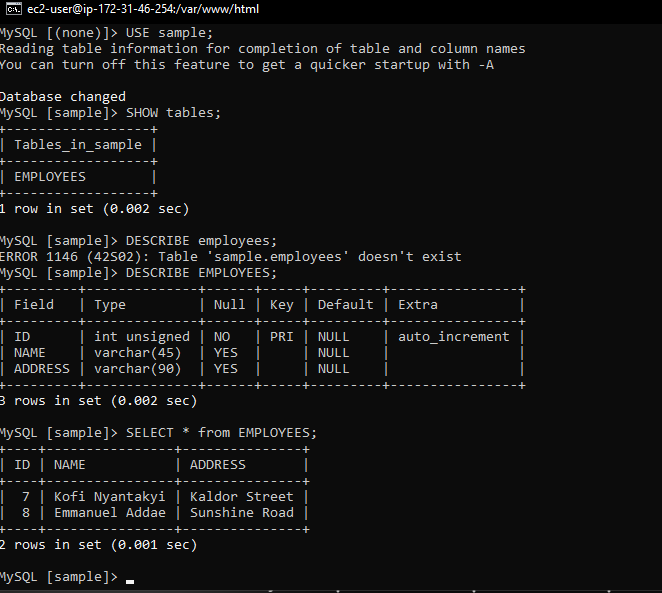 ec2-user@ip-172-31-46-254:/var/www/html
MySQL [(none)]> USE sample;
Reading table information for completion of table and column names
You can turn off this feature to get a quicker startup with -A

Database changed
MySQL [sample]> SHOW tables;
+------------------+
| Tables_in_sample |
+------------------+
| EMPLOYEES        |
+------------------+
1 row in set (0.002 sec)

MySQL [sample]> DESCRIBE employees;
ERROR 1146 (42S02): Table 'sample.employees' doesn't exist
MySQL [sample]> DESCRIBE EMPLOYEES;
+---------+--------------+------+-----+---------+----------------+
| Field   | Type         | Null | Key | Default | Extra          |
+---------+--------------+------+-----+---------+----------------+
| ID      | int unsigned | NO   | PRI | NULL    | auto_increment |
| NAME    | varchar(45)  | YES  |     | NULL    |                |
| ADDRESS | varchar(90)  | YES  |     | NULL    |                |
+---------+--------------+------+-----+---------+----------------+
3 rows in set (0.002 sec)

MySQL [sample]> SELECT * from EMPLOYEES;
+----+----------------+---------------+
| ID | NAME           | ADDRESS       |
+----+----------------+---------------+
|  7 | Kofi Nyantakyi | Kaldor Street |
|  8 | Emmanuel Addae | Sunshine Road |
+----+----------------+---------------+
2 rows in set (0.001 sec)

MySQL [sample]> _